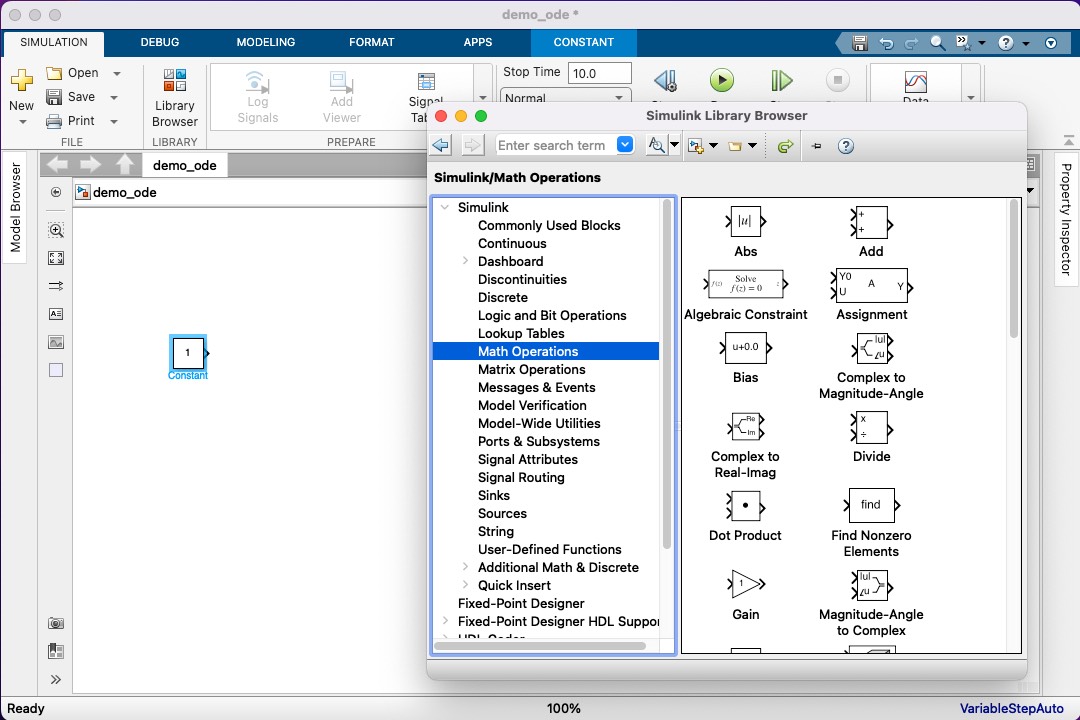 demo_ode *
SIMULATION
DEBUG
MODELING
FORMAT
APPS
CONSTANT
New
Open
Save
Print
FILE
Library
Browser
LIBRARY
Log
Signals
Add
Viewer
Signal
PREPARE
Stop Time
10.0
Normal
Simulink Library Browser
Enter search term
Simulink/Math Operations
Model Browser
demo_ode
demo_ode
1
Constant
Simulink
Commonly Used Blocks
Continuous
Dashboard
Discontinuities
Discrete
Logic and Bit Operations
Lookup Tables
Math Operations
Matrix Operations
Messages & Events
Model Verification
Model-Wide Utilities
Ports & Subsystems
Signal Attributes
Signal Routing
Sinks
Sources
String
User-Defined Functions
Additional Math & Discrete
Quick Insert
Fixed-Point Designer
Fixed-Point Designer HDL Suppor
|u|
Abs
+
+
Add
f(z)
Solve
f(z) = 0
z
Algebraic Constraint
Y0
U
A
Y
Assignment
u+0.0
Bias
|u|
∠u
Complex to
Magnitude-Angle
Re
Im
Complex to
Real-Imag
×
÷
Divide
Dot Product
find
Find Nonzero
Elements
1
Gain
|u|
∠u
Magnitude-Angle
to Complex
Property Inspector
Ready
100%
VariableStepAuto